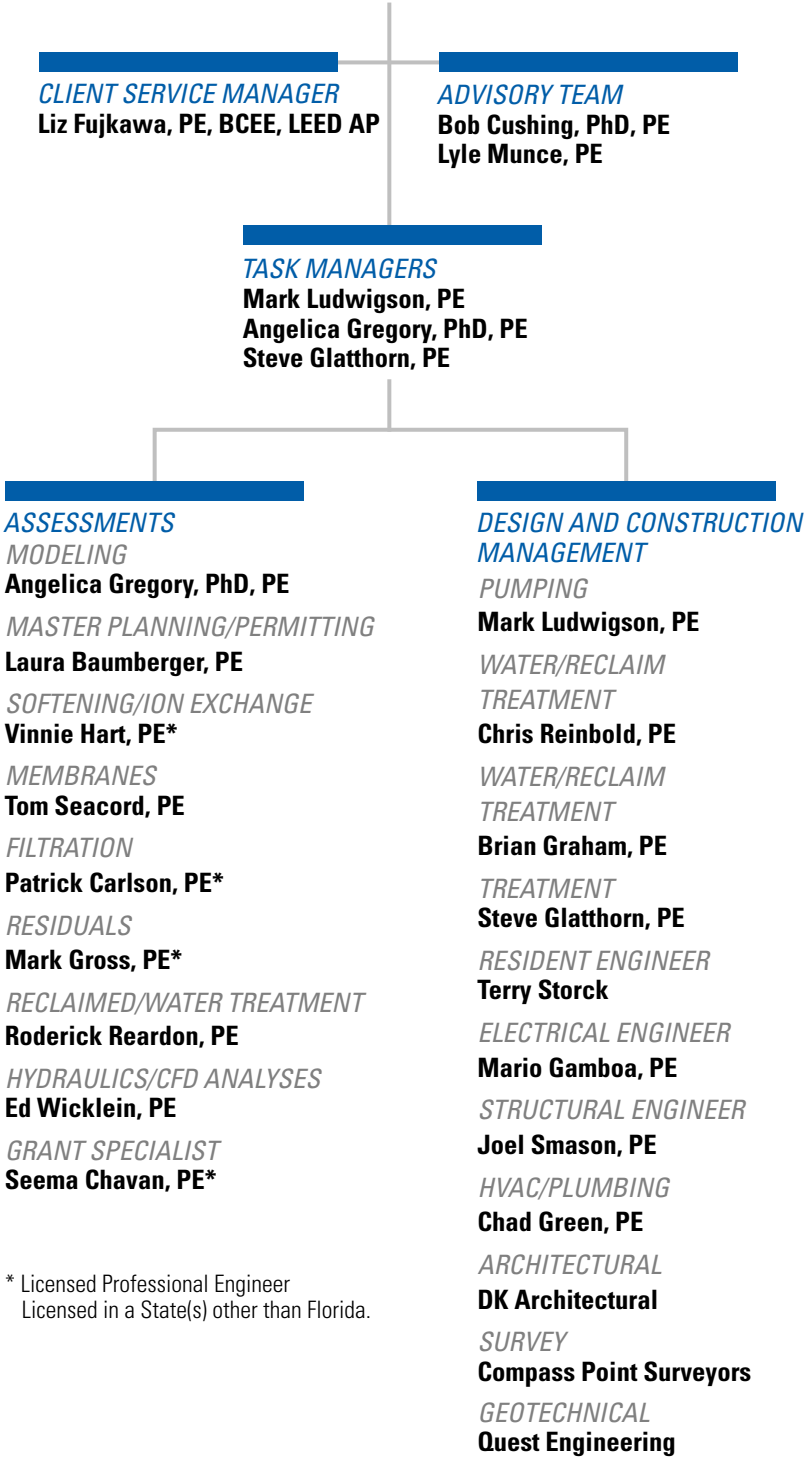 CLIENT SERVICE MANAGER
Liz Fujkawa, PE, BCEE, LEED AP
ADVISORY TEAM
Bob Cushing, PhD, PE
Lyle Munce, PE
TASK MANAGERS
Mark Ludwigson, PE
Angelica Gregory, PhD, PE
Steve Glatthorn, PE
ASSESSMENTS
MODELING
Angelica Gregory, PhD, PE
MASTER PLANNING/PERMITTING
Laura Baumberger, PE
SOFTENING/ION EXCHANGE
Vinnie Hart, PE*
MEMBRANES
Tom Seacord, PE
FILTRATION
Patrick Carlson, PE*
RESIDUALS
Mark Gross, PE*
RECLAIMED/WATER TREATMENT
Roderick Reardon, PE
HYDRAULICS/CFD ANALYSES
Ed Wicklein, PE
GRANT SPECIALIST
Seema Chavan, PE*
* Licensed Professional Engineer
Licensed in a State(s) other than Florida.
DESIGN AND CONSTRUCTION
MANAGEMENT
PUMPING
Mark Ludwigson, PE
WATER/RECLAIM
TREATMENT
Chris Reinbold, PE
WATER/RECLAIM
TREATMENT
Brian Graham, PE
TREATMENT
Steve Glatthorn, PE
RESIDENT ENGINEER
Terry Storck
ELECTRICAL ENGINEER
Mario Gamboa, PE
STRUCTURAL ENGINEER
Joel Smason, PE
HVAC/PLUMBING
Chad Green, PE
ARCHITECTURAL
DK Architectural
SURVEY
Compass Point Surveyors
GEOTECHNICAL
Quest Engineering